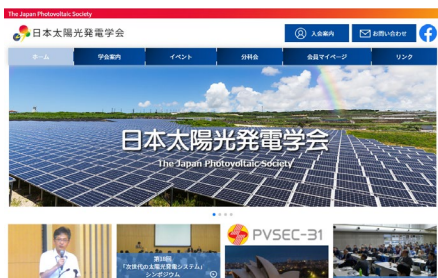 The Japan Photovoltaic Society
日本太陽光発電学会
入会案内
お問い合わせ
ホーム
学会案内
イベント
分科会
会員マイページ
リンク
日本太陽光発電学会
The Japan Photovoltaic Society
第18回
「次世代の太陽光発電システム」
シンポジウム
PVSEC-31